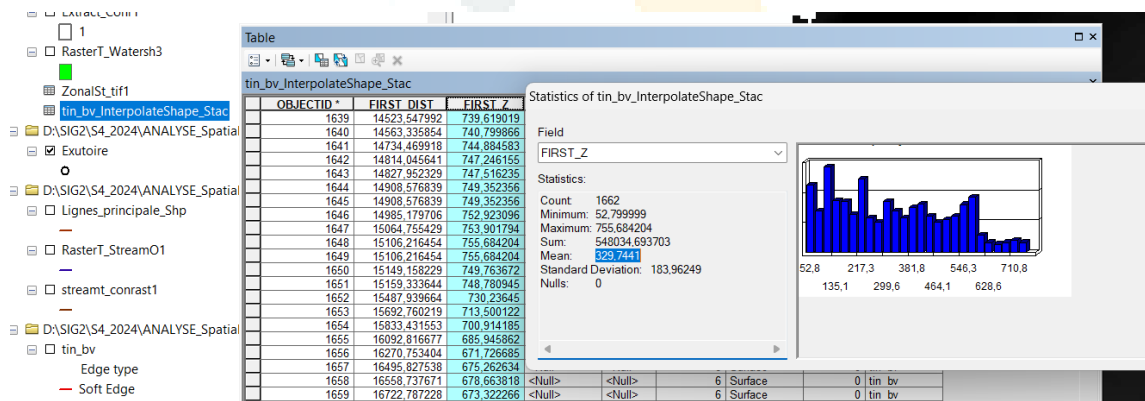 1
RasterT_Watersh3
ZonalSt_tif1
tin_bv_InterpolateShape_Stac
D:\SIG2\S4_2024\ANALYSE_Spatial
Exutoire
D:\SIG2\S4_2024\ANALYSE_Spatial
Lignes_principale_Shp
RasterT_StreamO1
streamt_conrast1
D:\SIG2\S4_2024\ANALYSE_Spatial
tin_bv
Edge type
Soft Edge
Table
tin_bv_InterpolateShape_Stac
OBJECTID * FIRST_DIST FIRST_Z
1639 14523,547992 739,619019
1640 14563,335854 740,799866
1641 14734,469918 744,884583
1642 14814,045641 747,246155
1643 14827,952329 747,516235
1644 14908,576839 749,352356
1645 14908,576839 749,352356
1646 14985,179706 752,923096
1647 15064,755429 753,901794
1648 15106,216454 755,684204
1649 15106,216454 755,684204
1650 15149,158229 749,763672
1651 15159,333644 748,780945
1652 15487,939664 730,23645
1653 15692,760219 713,500122
1654 15833,431553 700,914185
1655 16092,816677 685,945862
1656 16270,753404 671,726685
1657 16495,827538 675,262634
1658 16558,737671 678,663818 <Null> <Null> 6 Surface 0 tin_bv
1659 16722,787228 673,322266 <Null> <Null> 6 Surface 0 tin_bv
Statistics of tin_bv_InterpolateShape_Stac
Field
FIRST_Z
Statistics:
Count: 1662
Minimum: 52,799999
Maximum: 755,684204
Sum: 548034,693703
Mean: 329,7441
Standard Deviation: 183,96249
Nulls: 0
52,8 217,3 381,8 546,3 710,8
135,1 299,6 464,1 628,6